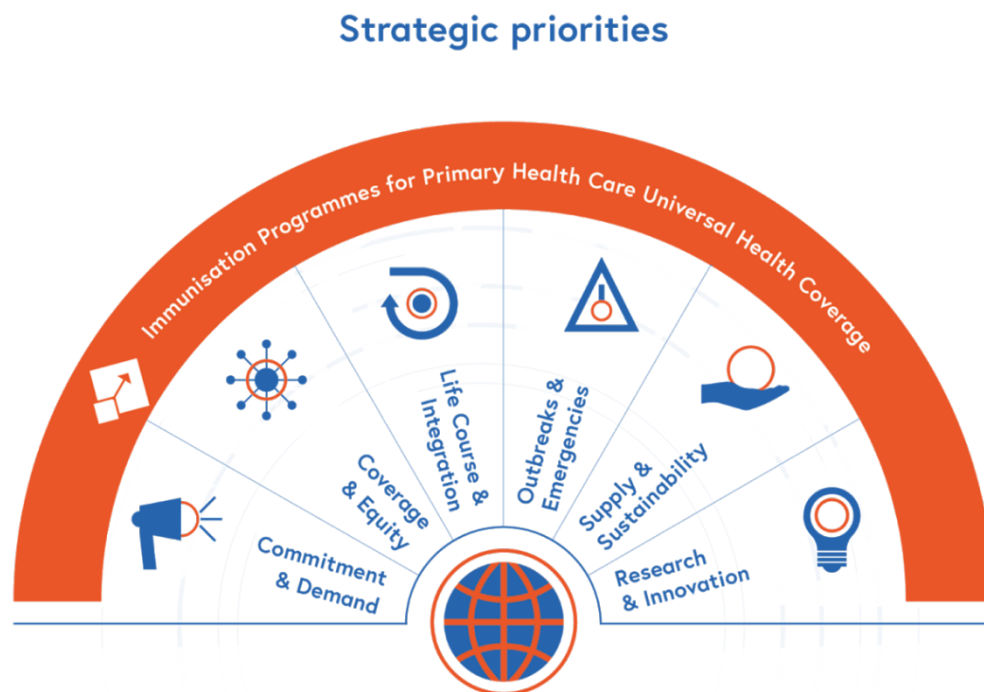 Strategic priorities
Immunisation Programmes for Primary Health Care Universal Health Coverage
Commitment
& Demand
Coverage
& Equity
Life Course &
Integration
Outbreaks &
Emergencies
Supply &
Sustainability
Research
& Innovation